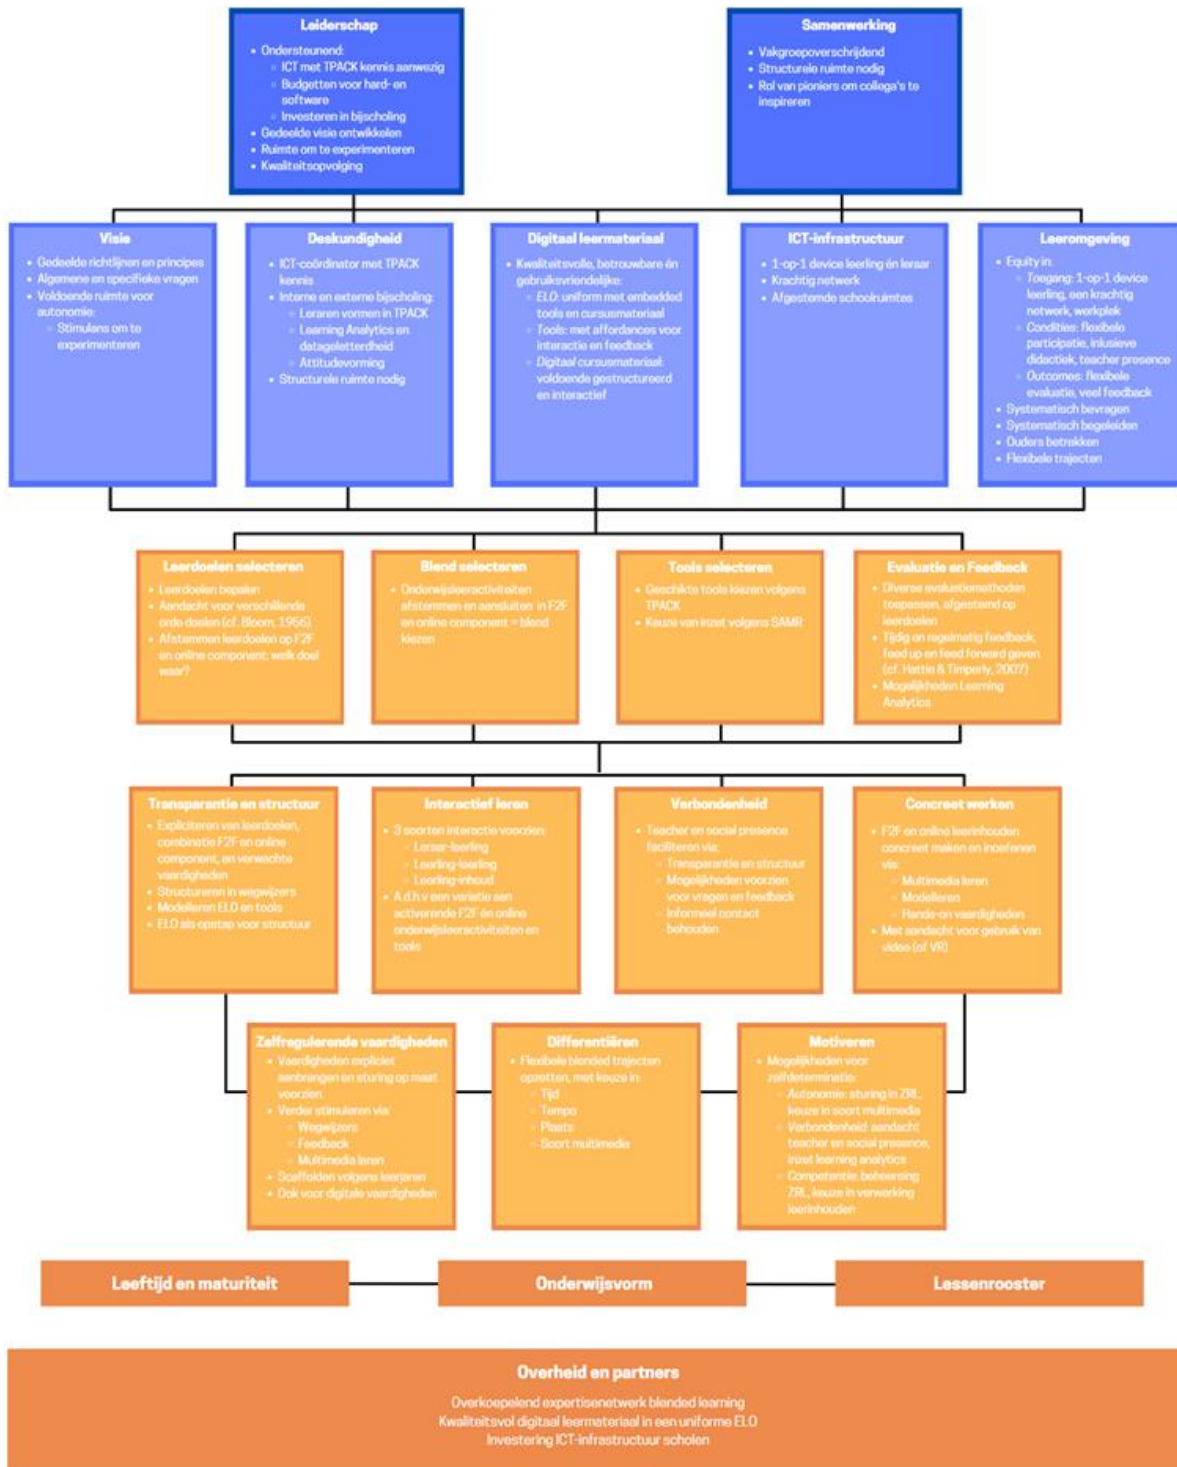 Leiderschap
• Ondersteunend:
◦ ICT met TPACK kennis aanwezig
◦ Budgetten voor hard- en
software
◦ Investeren in bijscholing
• Gedeelde visie ontwikkelen
• Ruimte om te experimenteren
• Kwaliteitsopvolging
Samenwerking
• Vakgroepoverschrijdend
• Structurele ruimte nodig
• Rol van pioniers om collega's te
inspireren
Visie
• Gedeelde richtlijnen en principes
• Algemene en specifieke vragen
• Voldoende ruimte voor
autonomie:
◦ Stimulans om te
experimenteren
Deskundigheid
• ICT-coördinator met TPACK
kennis
• Interne en externe bijscholing:
◦ Leraren vormen in TPACK
◦ Learning Analytics en
datageletterdheid
◦ Attitudevorming
• Structurele ruimte nodig
Digitaal leermateriaal
• Kwaliteitsvolle, betrouwbare én
gebruiksvriendelijke:
◦ ELO: uniform met embedded
tools en cursusmateriaal
◦ Tools: met affordances voor
interactie en feedback
◦ Digitaal cursusmateriaal:
voldoende gestructureerd
en interactief
ICT-infrastructuur
• 1-op-1 device leerling én leraar
• Krachtig netwerk
• Afgestemde schoolruimtes
Leeromgeving
• Equity in:
◦ Toegang: 1-op-1 device
leerling, een krachtig
network, werkplek
◦ Condities: flexibele
participatie, inlusieve
didactiek, teacher presence
◦ Outcomes: flexibele
evaluatie, veel feedback
• Systematisch bevragen
• Systematisch begeleiden
• Ouders betrekken
• Flexibele trajecten
Leerdoelen selecteren
• Leerdoelen bepalen
• Aandacht voor verschillende
orde doelen (cf. Bloom, 1956)
• Afstemmen leerdoelen op F2F
en online component: welk doel
waar?
Blend selecteren
• Onderwijsleeractiviteiten
afstemmen en aansluiten in F2F
en online component = blend
kiezen
Tools selecteren
• Geschikte tools kiezen volgens
TPACK
• Keuze van inzet volgens SAMR
Evaluatie en Feedback
• Diverse evaluatiemethoden
toepassen, afgestemd op
leerdoelen
• Tijdig en regelmatig feedback,
feed up en feed forward geven
(cf. Hattie & Timperly, 2007)
• Mogelijkheden Learning
Analytics
Transparantie en structuur
• Expliciteren van leerdoelen,
combinatie F2F en online
component, en verwachte
vaardigheden
• Structureren in wegwijzers
• Modelleren ELO en tools
• ELO als opstap voor structuur
Interactief leren
• 3 soorten interactie voorzien:
◦ Leraar-leerling
◦ Leerling-leerling
◦ Leerling-inhoud
• A.d.h.v een variatie aan
activerende F2F én online
onderwijsleeractiviteiten en
tools
Verbondenheid
• Teacher en social presence
faciliteren via:
◦ Transparantie en structuur
◦ Mogelijkheden voorzien
voor vragen en feedback
◦ Informeel contact
behouden
Concreet werken
• F2F en online leerinhouden
concreet maken en inoefenen
via:
◦ Multimedia leren
◦ Modelleren
◦ Hands-on vaardigheden
• Met aandacht voor gebruik van
video (of VR)
Zelfregulerende vaardigheden
• Vaardigheden expliciet
aanbrengen en sturing op maat
voorzien
• Verder stimuleren via:
◦ Wegwijzers
◦ Feedback
◦ Multimedia leren
• Scaffolden volgens leerjaren
• Ook voor digitale vaardigheden
Differentiëren
• Flexibele blended trajecten
opzetten, met keuze in:
◦ Tijd
◦ Tempo
◦ Plaats
◦ Soort multimedia
Motiveren
• Mogelijkheden voor
zelfdeterminatie:
◦ Autonomie: sturing in ZRL,
keuze in soort multimedia
◦ Verbondenheid: aandacht
teacher en social presence,
inzet learning analytics
◦ Competentie: beheersing
ZRL, keuze in verwerking
leerinhouden
Leeftijd en maturiteit
Onderwijsvorm
Lessenrooster
Overheid en partners
Overkoepelend expertisenetwerk blended learning
Kwaliteitsvol digitaal leermateriaal in een uniforme ELO
Investering ICT-infrastructuur scholen